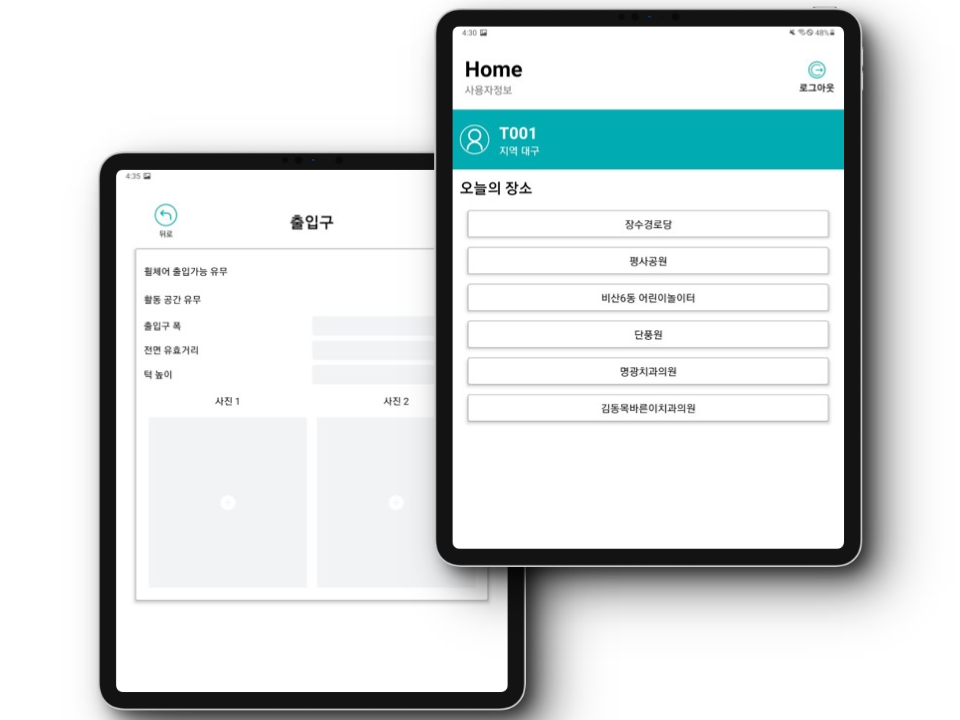 4:30
48%
Home
사용자정보
로그아웃
T001
지역 대구
오늘의 장소
장수경로당
평사공원
비산6동 어린이놀이터
단풍원
명광치과의원
김동목바른이치과의원
4:35
뒤로
출입구
휠체어 출입가능 유무
활동 공간 유무
출입구 폭
전면 유효거리
턱 높이
사진 1
사진 2